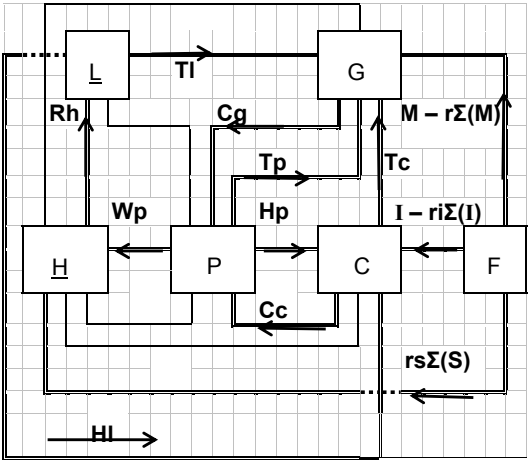 L
Tl
G
Rh
Cg
M – rΣ(M)
Tp
Tc
Wp
Hp
I – riΣ(I)
H
P
C
F
Cc
rsΣ(S)
Hl